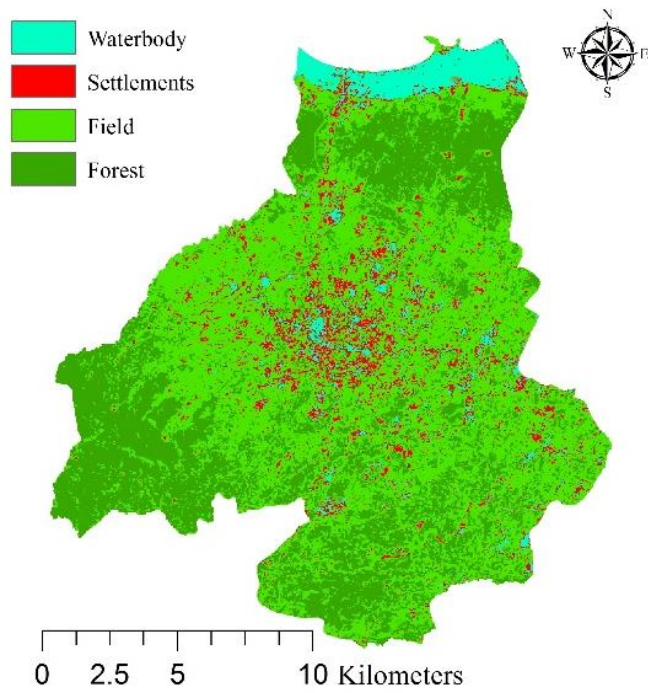 Waterbody
Settlements
Field
Forest
N
W E
S
0 2.5 5 10 Kilometers